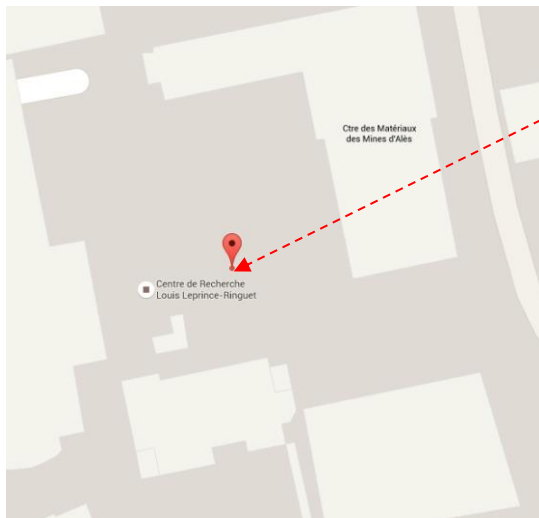 Ctre des Matériaux
des Mines d'Alès
Centre de Recherche
Louis Leprince-Ringuet